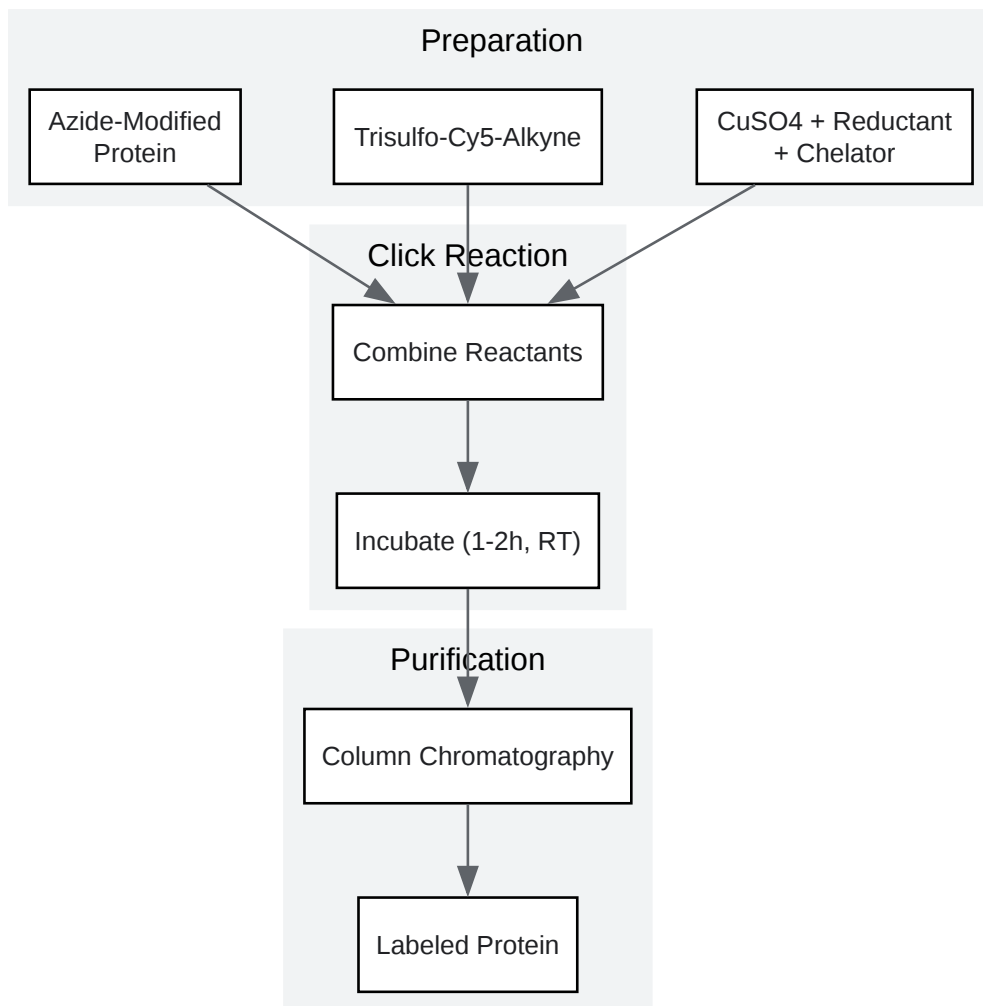 Preparation
Azide-Modified
Protein
Trisulfo-Cy5-Alkyne
CuSO4 + Reductant
+ Chelator
Click Reaction
Combine Reactants
Incubate (1-2h, RT)
Purification
Column Chromatography
Labeled Protein